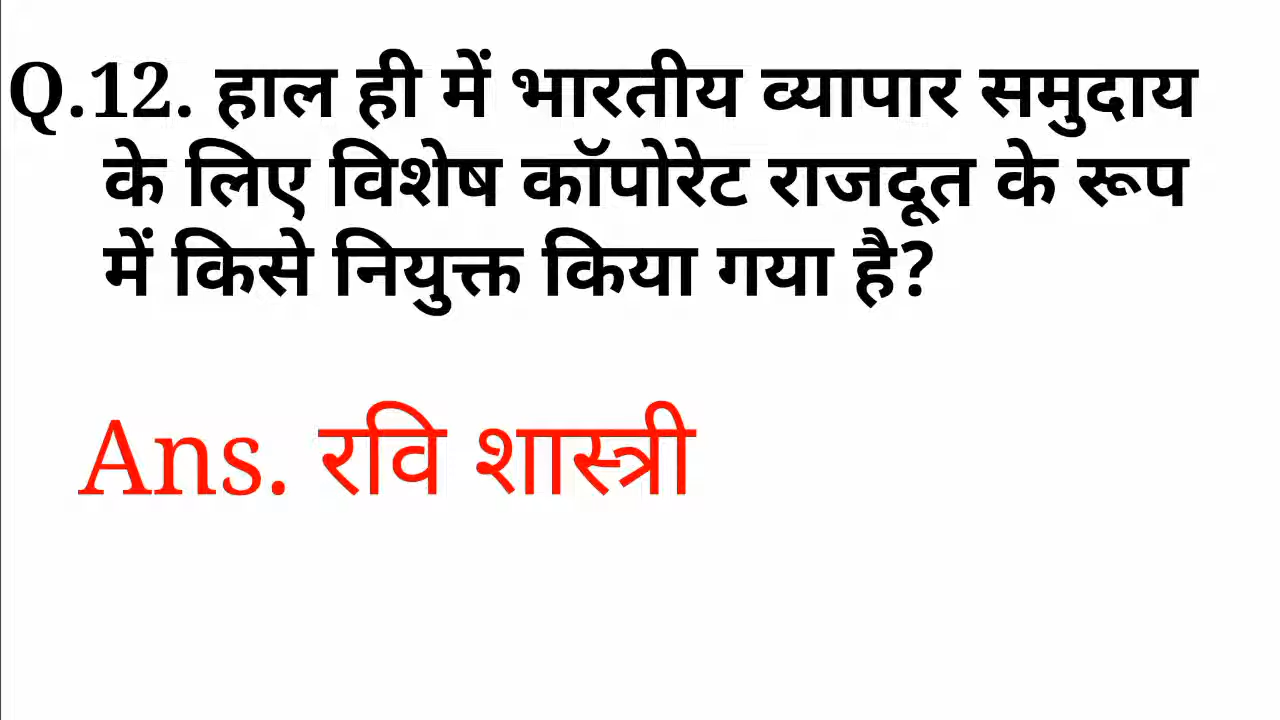 Q.12. हाल ही में भारतीय व्यापार समुदाय
के लिए विशेष कॉपोरेट राजदूत के रूप
में किसे नियुक्त किया गया है?
Ans. रवि शास्त्री